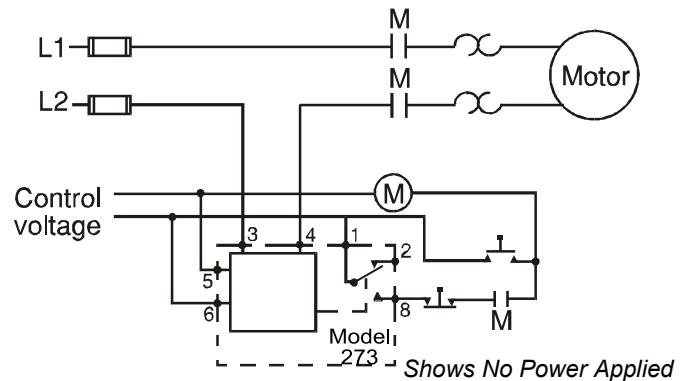 M
L1
M
Motor
L2
Control
voltage
M
3
4
1
2
5
6
8
M
Model
273
Shows No Power Applied